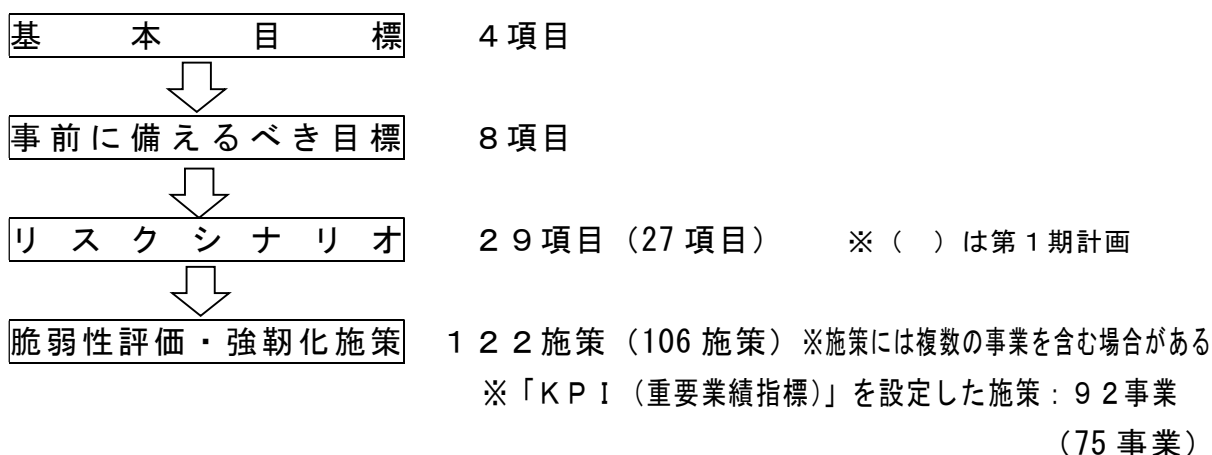 基本目標 ４項目
事前に備えるべき目標 ８項目
リスクシナリオ ２９項目（27項目） ※（ ）は第１期計画
脆弱性評価・強靭化施策 １２２施策（106施策）※施策には複数の事業を含む場合がある
※「ＫＰＩ（重要業績指標）」を設定した施策：９２事業
（75事業）